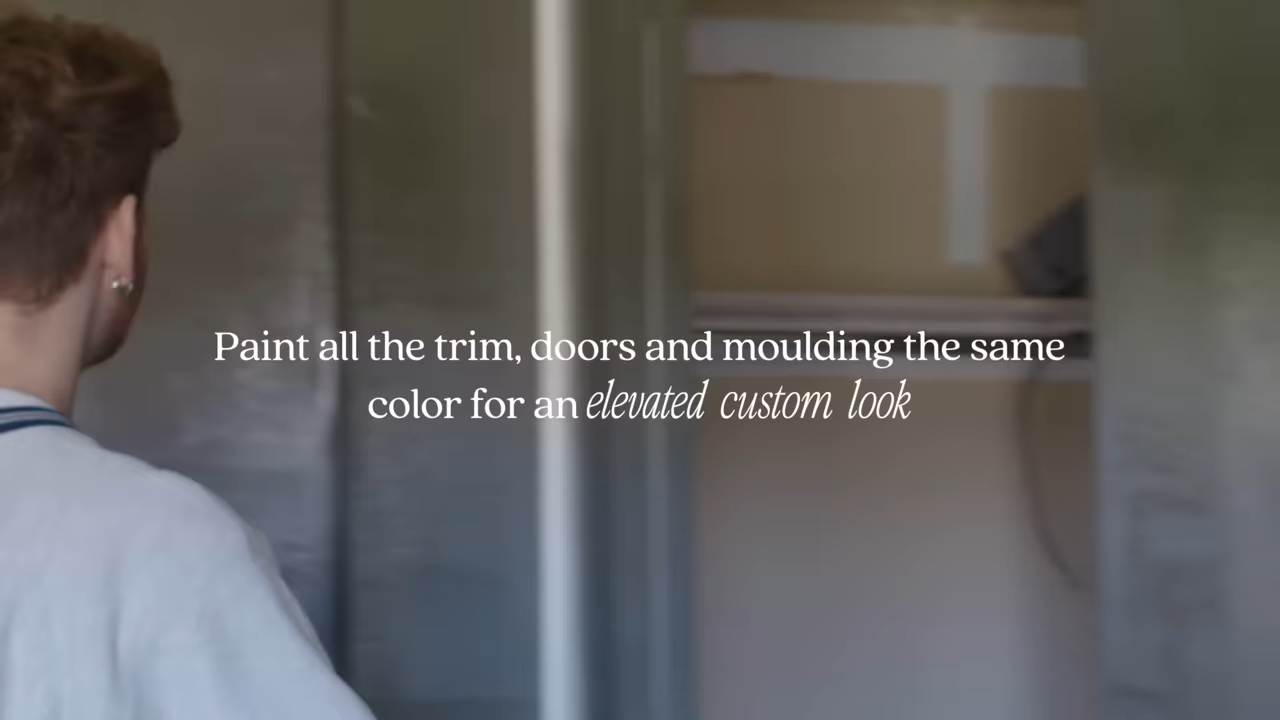 Paint all the trim, doors and moulding the same
color for an elevated custom look